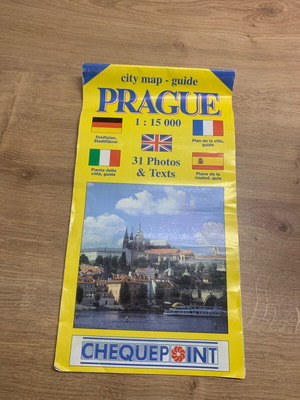 city map - guide
PRAGUE
1 : 15 000
Stadtplan,
Stadtführer
Plan de la ville,
guide
31 Photos
& Texts
Pianta della
città, guida
Plano de la
ciudad, guía
CHEQUEPOINT